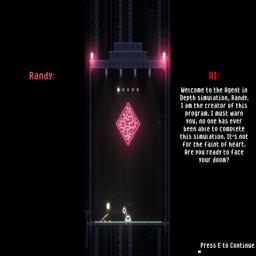 Randy:
AI:
Welcome to the Agent in
Depth simulation, Randy.
I am the creator of this
program. I must warn
you, no one has ever
been able to complete
this simulation. It's not
for the faint of heart.
Are you ready to face
your doom?
Press E to Continue